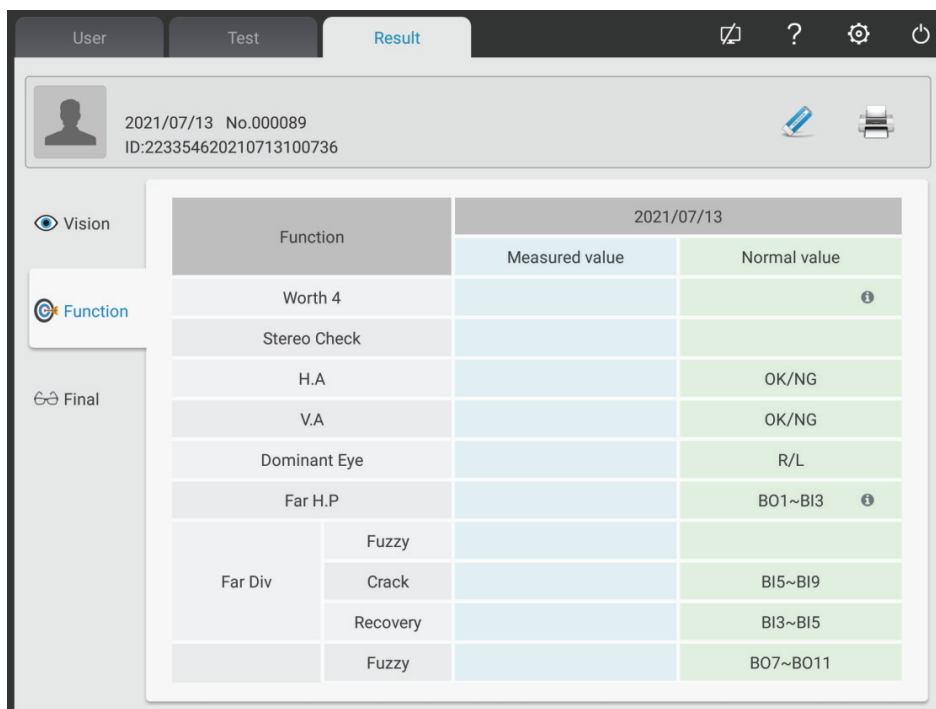 User Test Result ?
2021/07/13 No.000089
ID:223354620210713100736
Vision
Function
Final
Function 2021/07/13
Measured value Normal value
Worth 4
Stereo Check
H.A OK/NG
V.A OK/NG
Dominant Eye R/L
Far H.P BO1~BI3
Far Div Fuzzy
Crack BI5~BI9
Recovery BI3~BI5
Fuzzy BO7~BO11